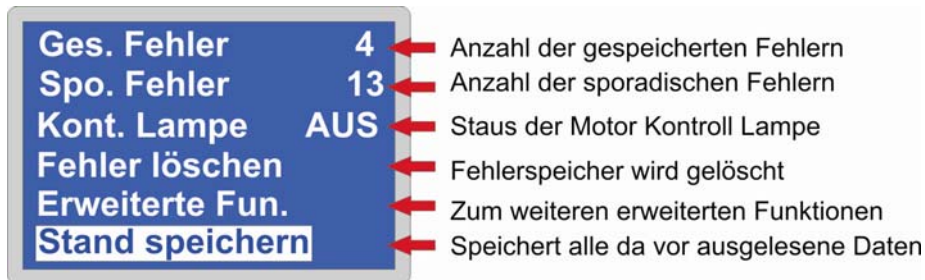 Ges. Fehler 4 Anzahl der gespeicherten Fehlern
Spo. Fehler 13 Anzahl der sporadischen Fehlern
Kont. Lampe AUS Staus der Motor Kontroll Lampe
Fehler löschen Fehlerspeicher wird gelöscht
Erweiterte Fun. Zum weiteren erweiterten Funktionen
Stand speichern Speichert alle da vor ausgelesene Daten